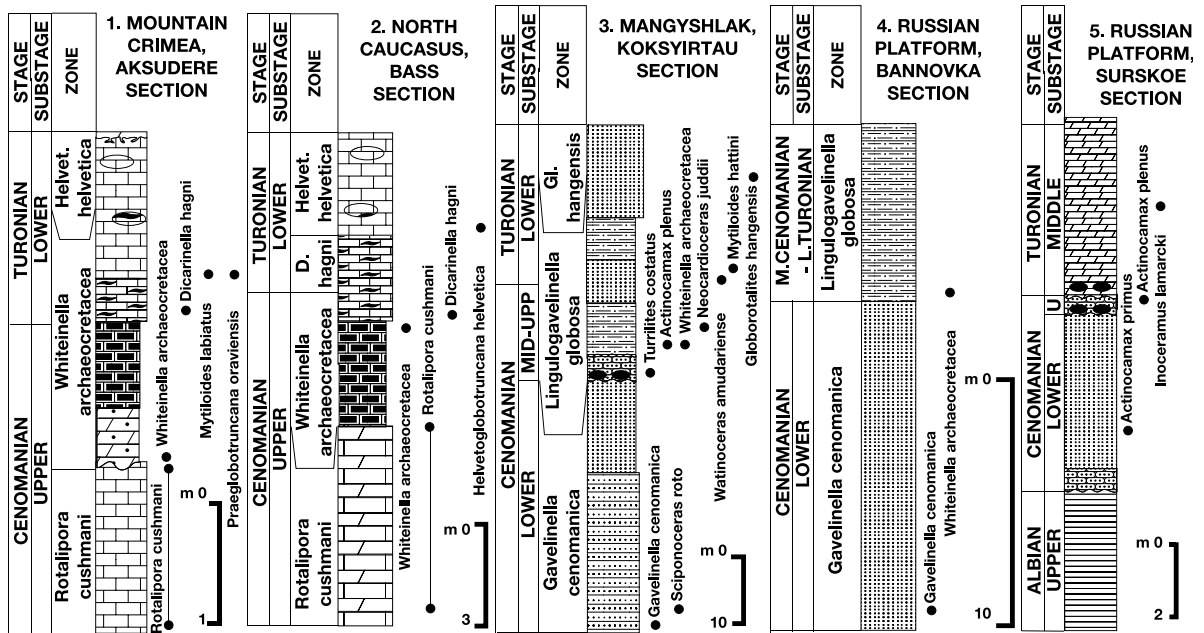 1. MOUNTAIN
CRIMEA,
AKSUDERE
SECTION
STAGE
SUBSTAGE
ZONE
TURONIAN
LOWER
CENOMANIAN
UPPER
Helvet.
helvetica
Whiteinella
archaeocretacea
Rotalipora
cushmani
Rotalipora cushmani
Whiteinella archaeocretacea
Dicarinella hagni
Mytiloides labiatus
Praeglobotruncana oraviensis
m 0
1
2. NORTH
CAUCASUS,
BASS
SECTION
STAGE
SUBSTAGE
ZONE
TURONIAN
LOWER
CENOMANIAN
UPPER
Helvet.
helvetica
D.
hagni
Whiteinella
archaeocretacea
Rotalipora
cushmani
Whiteinella archaeocretacea
Rotalipora cushmani
Dicarinella hagni
Helvetoglobotruncana helvetica
m 0
3
3. MANGYSHLAK,
KOKSYIRTAU
SECTION
STAGE
SUBSTAGE
ZONE
TURONIAN
LOWER
CENOMANIAN
MID-UPP
LOWER
Gl.
hangensis
Lingulogavelinella
globosa
Gavelinella
cenomanica
Gavelinella cenomanica
Sciponoceras roto
Turrilites costatus
Actinocamax plenus
Whiteinella archaeocretacea
Neocardioceras juddii
Watinoceras amudariense
Mytiloides hattini
Globorotalites hangensis
m 0
10
4. RUSSIAN
PLATFORM,
BANNOVKA
SECTION
STAGE
SUBSTAGE
ZONE
M.CENOMANIAN
- L.TURONIAN
Lingulogavelinella
globosa
CENOMANIAN
LOWER
Gavelinella cenomanica
Gavelinella cenomanica
Whiteinella archaeocretacea
m 0
10
5. RUSSIAN
PLATFORM,
SURSKOE
SECTION
STAGE
SUBSTAGE
TURONIAN
MIDDLE
U
CENOMANIAN
LOWER
ALBIAN
UPPER
Actinocamax primus
Actinocamax plenus
Inoceramus lamarcki
m 0
2